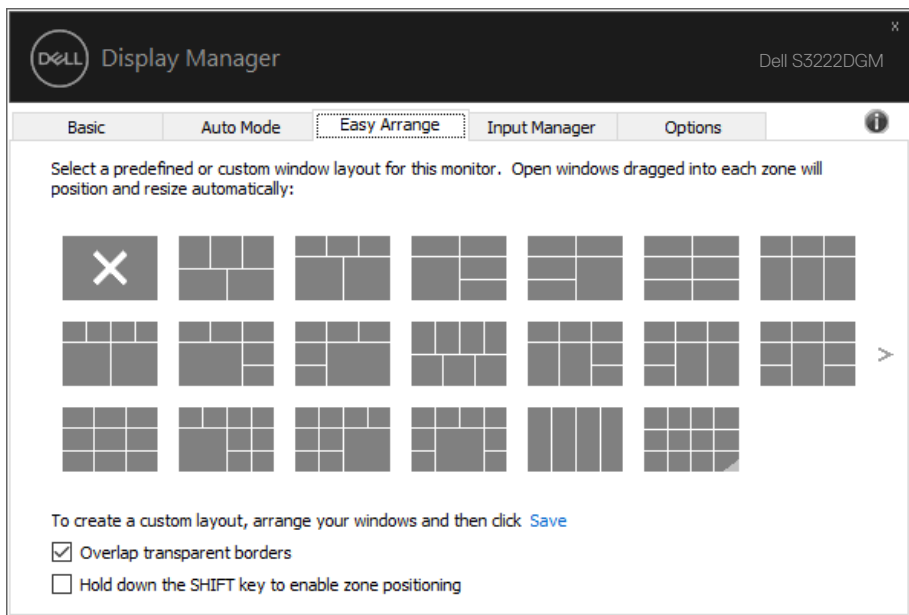 x
DELL Display Manager
Dell S3222DGM
Basic Auto Mode Easy Arrange Input Manager Options
Select a predefined or custom window layout for this monitor. Open windows dragged into each zone will
position and resize automatically:
>
To create a custom layout, arrange your windows and then click Save
Overlap transparent borders
Hold down the SHIFT key to enable zone positioning